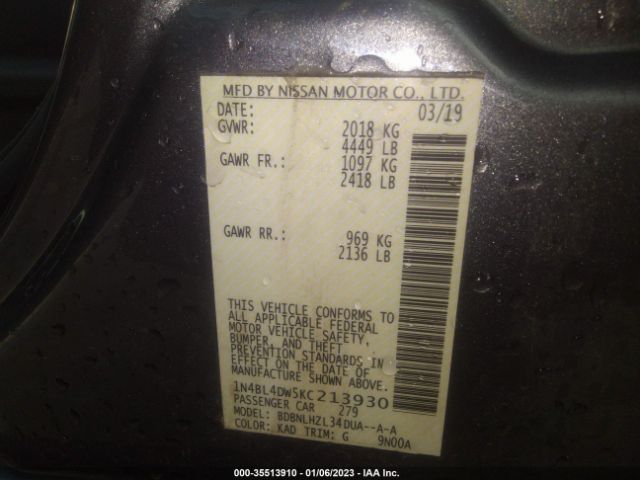 MFD BY NISSAN MOTOR CO., LTD.
DATE: 03/19
GVWR: 2018 KG
4449 LB
GAWR FR.: 1097 KG
2418 LB
GAWR RR.: 969 KG
2136 LB
THIS VEHICLE CONFORMS TO
ALL APPLICABLE FEDERAL
MOTOR VEHICLE SAFETY,
BUMPER, AND THEFT
PREVENTION STANDARDS IN
EFFECT ON THE DATE OF
MANUFACTURE SHOWN ABOVE.
1N4BL4DW5KC213930
PASSENGER CAR 279
MODEL: BDBNLHZL34DUA--A-A
COLOR: KAD TRIM: G 9N00A
000-35513910 - 01/06/2023 - IAA Inc.